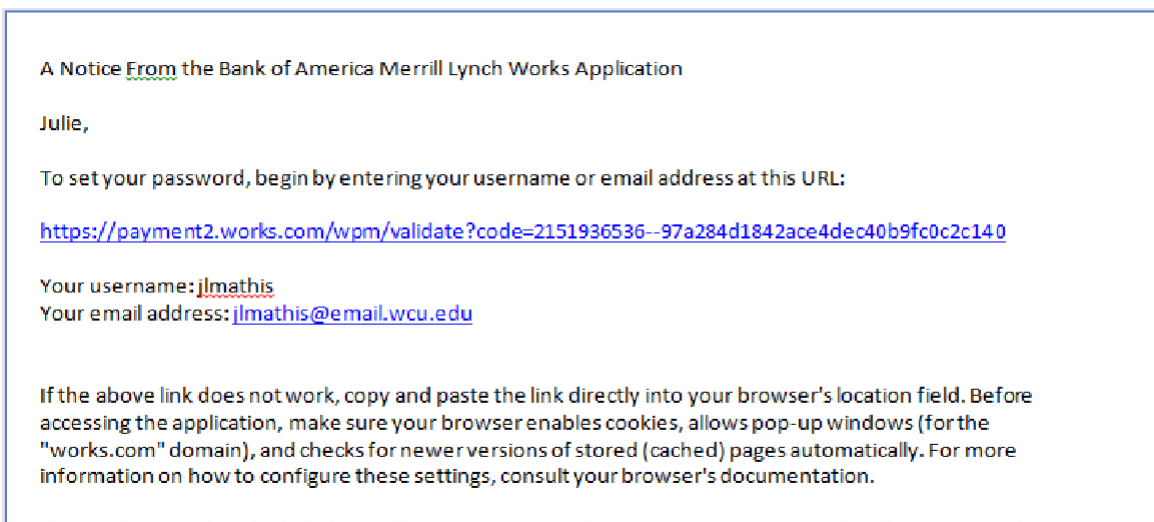 A Notice From the Bank of America Merrill Lynch Works Application
Julie,
To set your password, begin by entering your username or email address at this URL:
https://payment2.works.com/wpm/validate?code=2151936536--97a284d1842ace4dec40b9fc0c2c140
Your username: jlmathis
Your email address: jlmathis@email.wcu.edu
If the above link does not work, copy and paste the link directly into your browser's location field. Before
accessing the application, make sure your browser enables cookies, allows pop-up windows (for the
"works.com" domain), and checks for newer versions of stored (cached) pages automatically. For more
information on how to configure these settings, consult your browser's documentation.